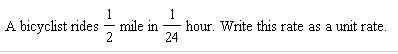 A bicyclist rides 1/2 mile in 1/24 hour. Write this rate as a unit rate.